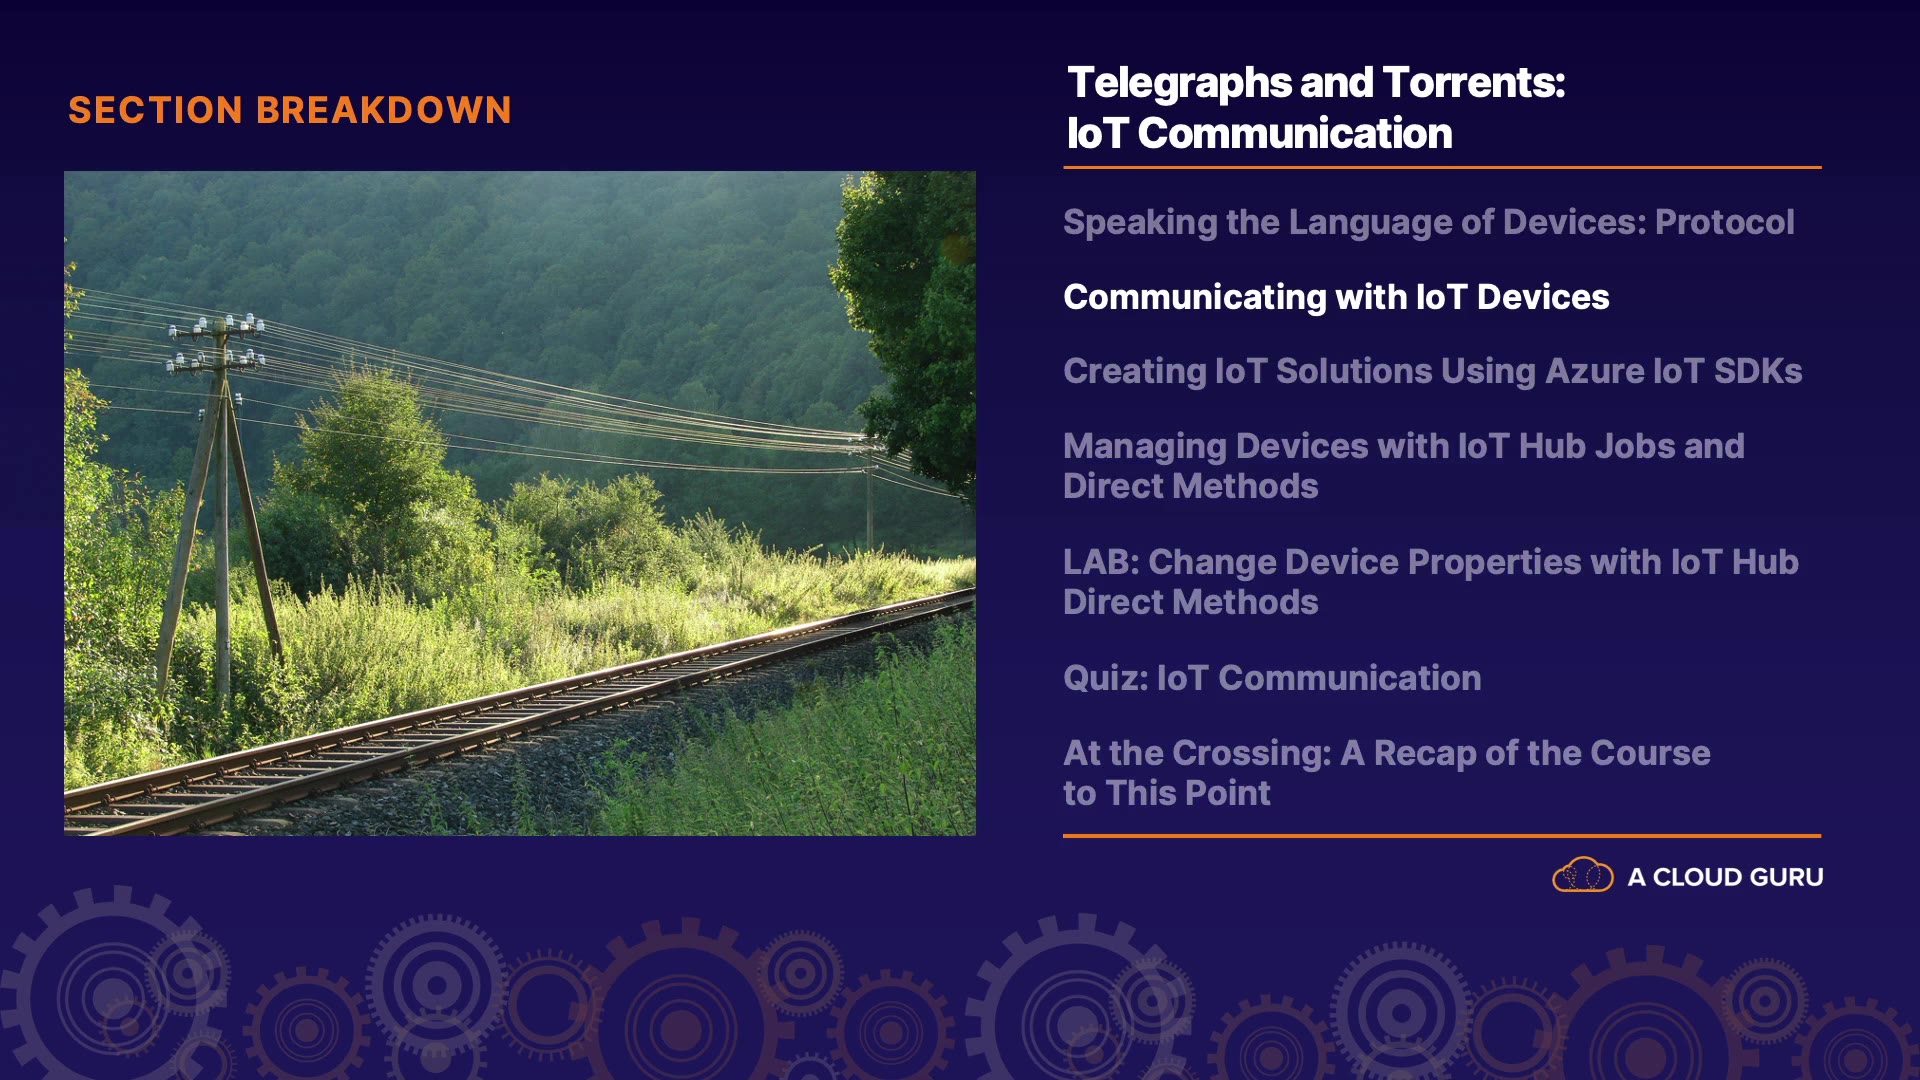 SECTION BREAKDOWN
Telegraphs and Torrents:
IoT Communication
Speaking the Language of Devices: Protocol
Communicating with IoT Devices
Creating IoT Solutions Using Azure IoT SDKs
Managing Devices with IoT Hub Jobs and
Direct Methods
LAB: Change Device Properties with IoT Hub
Direct Methods
Quiz: IoT Communication
At the Crossing: A Recap of the Course
to This Point
A CLOUD GURU